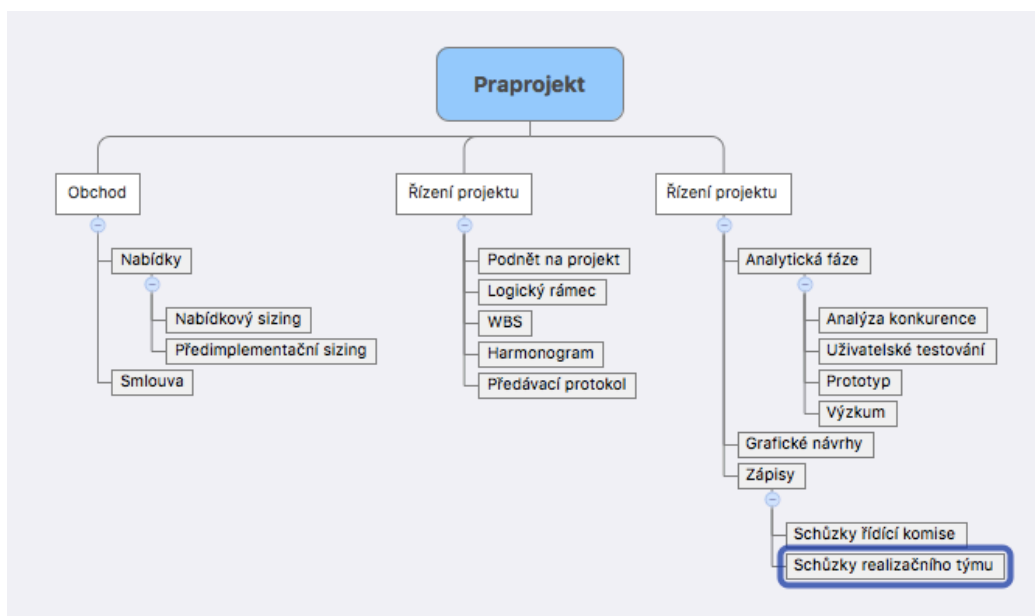 Praprojekt
Obchod
Nabídky
Nabídkový sizing
Předimplementační sizing
Smlouva
Řízení projektu
Podnět na projekt
Logický rámec
WBS
Harmonogram
Předávací protokol
Řízení projektu
Analytická fáze
Analýza konkurence
Uživatelské testování
Prototyp
Výzkum
Grafické návrhy
Zápisy
Schůzky řídící komise
Schůzky realizačního týmu